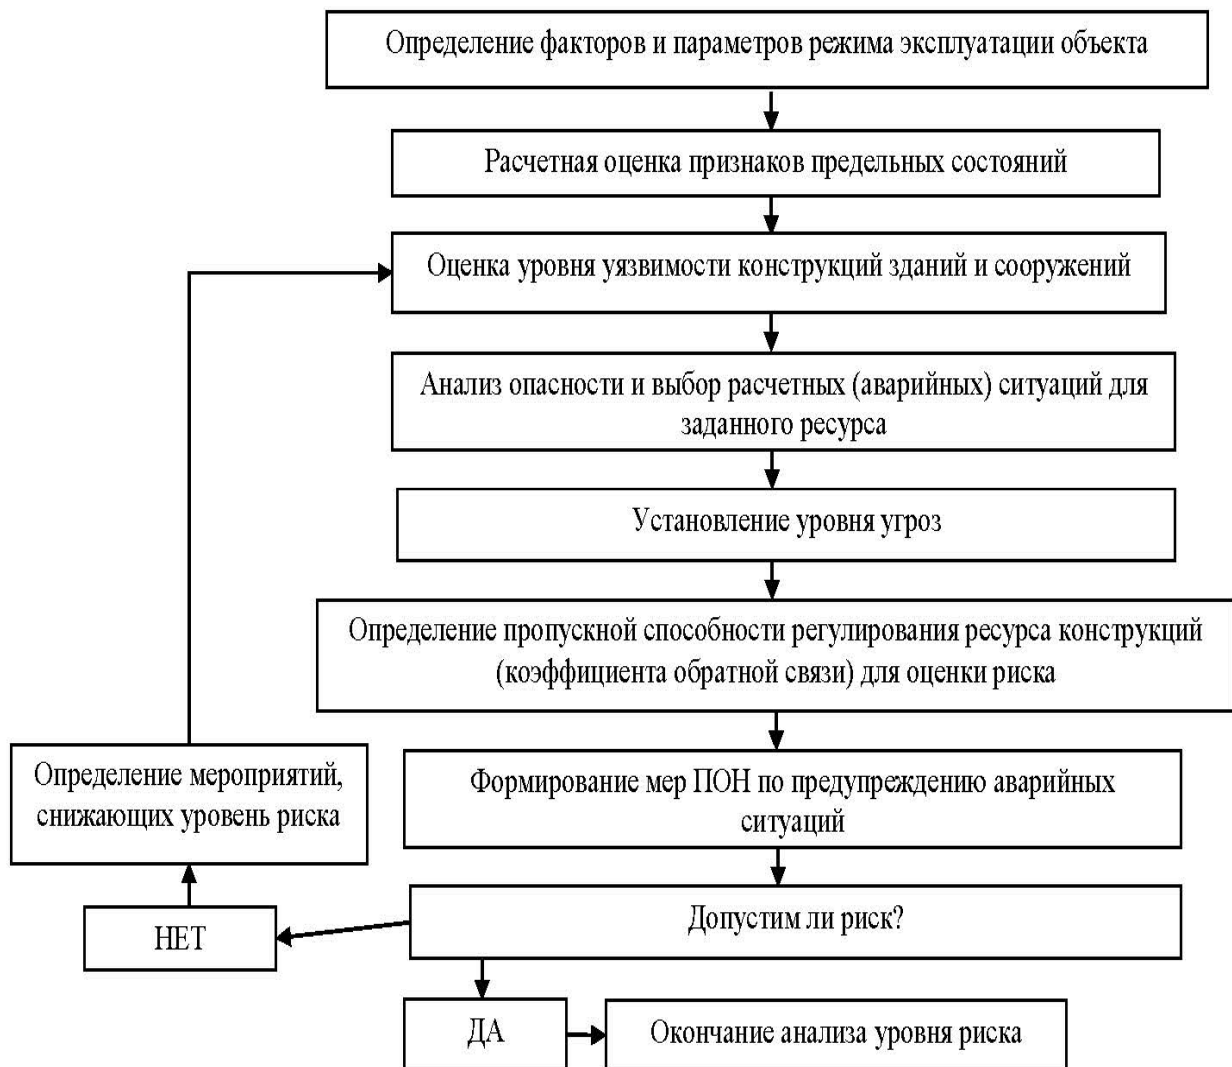 Определение факторов и параметров режима эксплуатации объекта
Расчетная оценка признаков предельных состояний
Оценка уровня уязвимости конструкций зданий и сооружений
Анализ опасности и выбор расчетных (аварийных) ситуаций для
заданного ресурса
Установление уровня угроз
Определение пропускной способности регулирования ресурса конструкций
(коэффициента обратной связи) для оценки риска
Определение мероприятий,
снижающих уровень риска
Формирование мер ПОН по предупреждению аварийных
ситуаций
Допустим ли риск?
НЕТ
ДА
Окончание анализа уровня риска